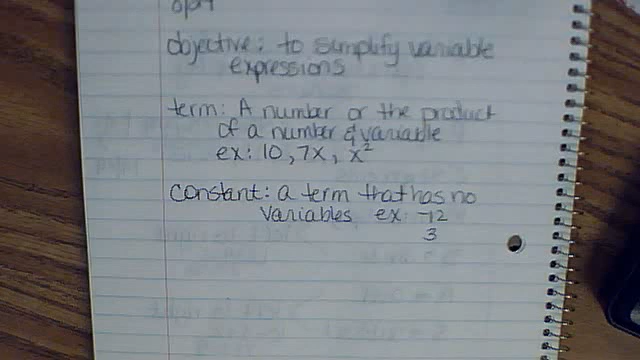 objective: to simplify variable
expressions
term: A number or the product
of a number & variable
ex: 10, 7x, x²
constant: a term that has no
variables ex: -12
3